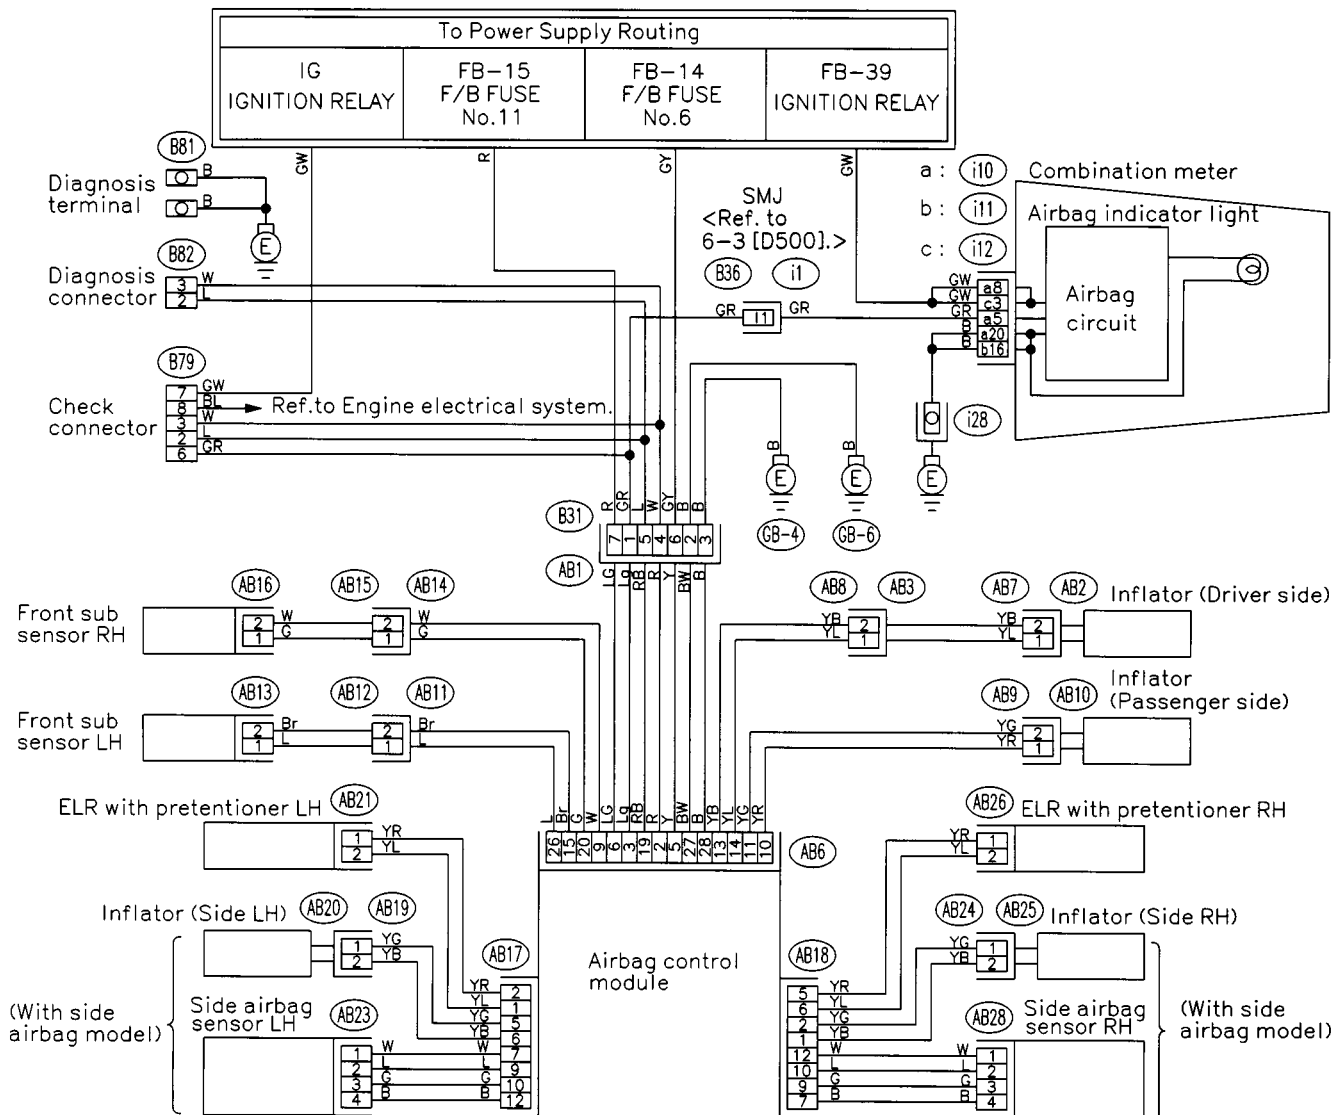 To Power Supply Routing
IG
IGNITION RELAY
FB-15
F/B FUSE
No.11
FB-14
F/B FUSE
No.6
FB-39
IGNITION RELAY
GW
R
GY
GW
B81
Diagnosis
terminal
B
B
E
B82
Diagnosis
connector
3 W
2 L
B79
Check
connector
7 GW
8 BL
3 W
2 L
6 GR
Ref.to Engine electrical system.
SMJ
<Ref. to
6-3 [D500].>
B36
i1
GR
I1
GR
a : i10
b : i11
c : i12
Combination meter
Airbag indicator light
Airbag
circuit
GW a8
GW c3
GR a5
B a20
B b16
i28
E
B
B
E
E
GB-4
GB-6
B31
R GR L W GY B B
7 1 5 4 6 2 3
AB1
LG Lg RB R Y BW B
Front sub
sensor RH
AB16
AB15
AB14
2 W
1 G
2 W
1 G
Front sub
sensor LH
AB13
AB12
AB11
2 Br
1 L
2 Br
1 L
AB8
AB3
AB7
AB2
Inflator (Driver side)
YB 2
YL 1
YB 2
YL 1
AB9
AB10
Inflator
(Passenger side)
YG 2
YR 1
L Br G W LG Lg RB R Y BW B YB YL YG YR
26 15 20 9 6 3 19 2 5 27 28 13 14 11 10
AB6
Airbag control
module
ELR with pretentioner LH
AB21
1 YR
2 YL
Inflator (Side LH)
AB20
AB19
1 YG
2 YB
(With side
airbag model)
Side airbag
sensor LH
AB23
1 W
2 L
3 G
4 B
AB17
YR 2
YL 1
YG 5
YB 6
W 7
L 9
G 10
B 12
AB26
ELR with pretentioner RH
YR 1
YL 2
AB24
AB25
Inflator (Side RH)
YG 1
YB 2
AB18
5 YR
6 YL
2 YG
1 YB
12 W
10 L
9 G
7 B
AB28
Side airbag
sensor RH
W 1
L 2
G 3
B 4
(With side
airbag model)